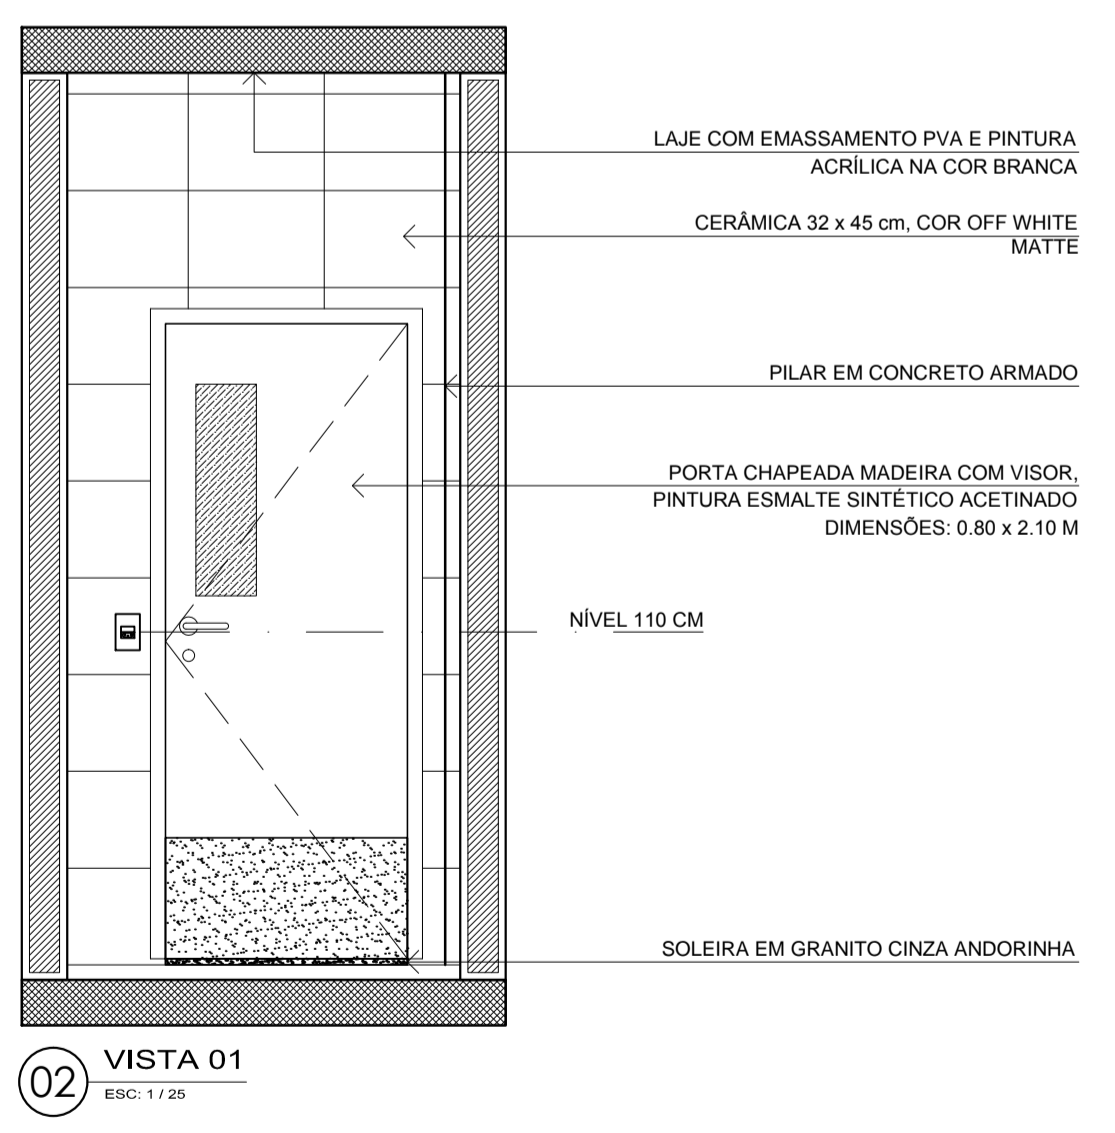 LAJE COM EMASSAMENTO PVA E PINTURA
ACRÍLICA NA COR BRANCA
CERÂMICA 32 x 45 cm, COR OFF WHITE
MATTE
PILAR EM CONCRETO ARMADO
PORTA CHAPEADA MADEIRA COM VISOR,
PINTURA ESMALTE SINTÉTICO ACETINADO
DIMENSÕES: 0.80 x 2.10 M
NÍVEL 110 CM
SOLEIRA EM GRANITO CINZA ANDORINHA
02
VISTA 01
ESC: 1 / 25